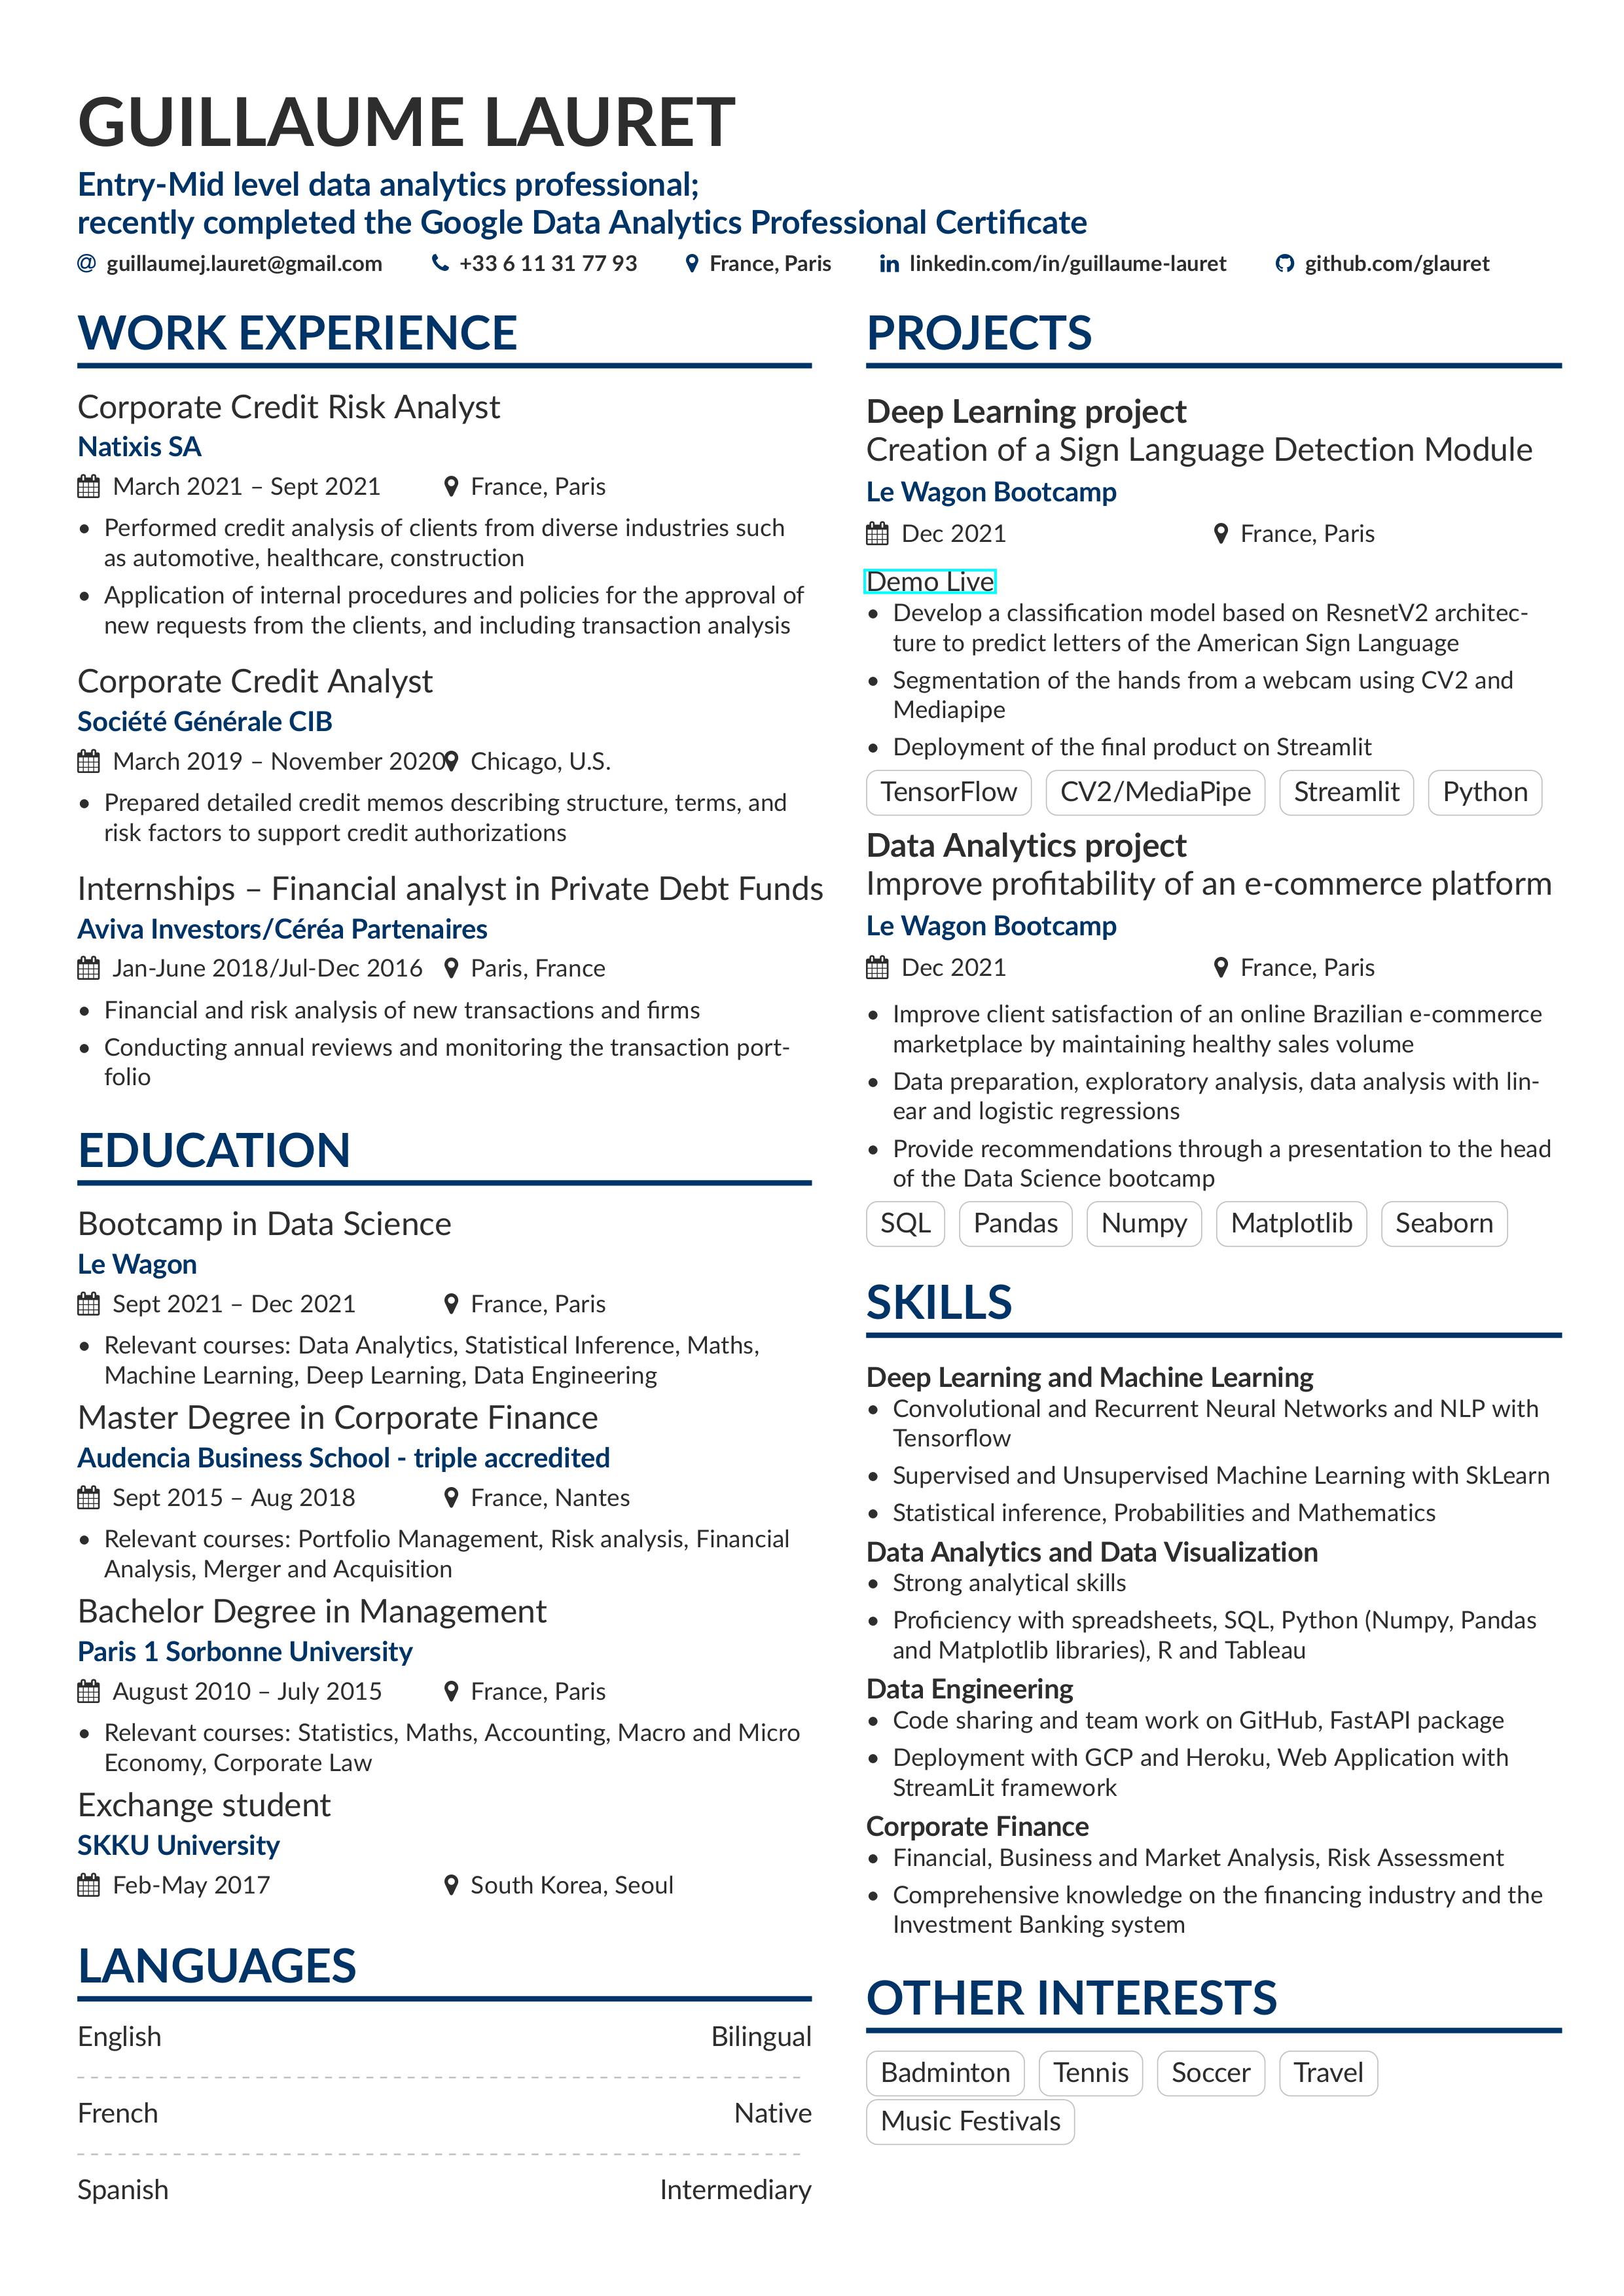 GUILLAUME LAURET
Entry-Mid level data analytics professional;
recently completed the Google Data Analytics Professional Certificate
guillaumej.lauret@gmail.com +33 6 11 31 77 93 France, Paris linkedin.com/in/guillaume-lauret github.com/glauret
WORK EXPERIENCE
Corporate Credit Risk Analyst
Natixis SA
March 2021 – Sept 2021 France, Paris
• Performed credit analysis of clients from diverse industries such
as automotive, healthcare, construction
• Application of internal procedures and policies for the approval of
new requests from the clients, and including transaction analysis
Corporate Credit Analyst
Société Générale CIB
March 2019 – November 2020 Chicago, U.S.
• Prepared detailed credit memos describing structure, terms, and
risk factors to support credit authorizations
Internships – Financial analyst in Private Debt Funds
Aviva Investors/Céréa Partenaires
Jan-June 2018/Jul-Dec 2016 Paris, France
• Financial and risk analysis of new transactions and firms
• Conducting annual reviews and monitoring the transaction port-
folio
EDUCATION
Bootcamp in Data Science
Le Wagon
Sept 2021 – Dec 2021 France, Paris
• Relevant courses: Data Analytics, Statistical Inference, Maths,
Machine Learning, Deep Learning, Data Engineering
Master Degree in Corporate Finance
Audencia Business School - triple accredited
Sept 2015 – Aug 2018 France, Nantes
• Relevant courses: Portfolio Management, Risk analysis, Financial
Analysis, Merger and Acquisition
Bachelor Degree in Management
Paris 1 Sorbonne University
August 2010 – July 2015 France, Paris
• Relevant courses: Statistics, Maths, Accounting, Macro and Micro
Economy, Corporate Law
Exchange student
SKKU University
Feb-May 2017 South Korea, Seoul
LANGUAGES
English Bilingual
French Native
Spanish Intermediary
PROJECTS
Deep Learning project
Creation of a Sign Language Detection Module
Le Wagon Bootcamp
Dec 2021 France, Paris
Demo Live
• Develop a classification model based on ResnetV2 architec-
ture to predict letters of the American Sign Language
• Segmentation of the hands from a webcam using CV2 and
Mediapipe
• Deployment of the final product on Streamlit
TensorFlow CV2/MediaPipe Streamlit Python
Data Analytics project
Improve profitability of an e-commerce platform
Le Wagon Bootcamp
Dec 2021 France, Paris
• Improve client satisfaction of an online Brazilian e-commerce
marketplace by maintaining healthy sales volume
• Data preparation, exploratory analysis, data analysis with lin-
ear and logistic regressions
• Provide recommendations through a presentation to the head
of the Data Science bootcamp
SQL Pandas Numpy Matplotlib Seaborn
SKILLS
Deep Learning and Machine Learning
• Convolutional and Recurrent Neural Networks and NLP with
Tensorflow
• Supervised and Unsupervised Machine Learning with SkLearn
• Statistical inference, Probabilities and Mathematics
Data Analytics and Data Visualization
• Strong analytical skills
• Proficiency with spreadsheets, SQL, Python (Numpy, Pandas
and Matplotlib libraries), R and Tableau
Data Engineering
• Code sharing and team work on GitHub, FastAPI package
• Deployment with GCP and Heroku, Web Application with
StreamLit framework
Corporate Finance
• Financial, Business and Market Analysis, Risk Assessment
• Comprehensive knowledge on the financing industry and the
Investment Banking system
OTHER INTERESTS
Badminton Tennis Soccer Travel
Music Festivals